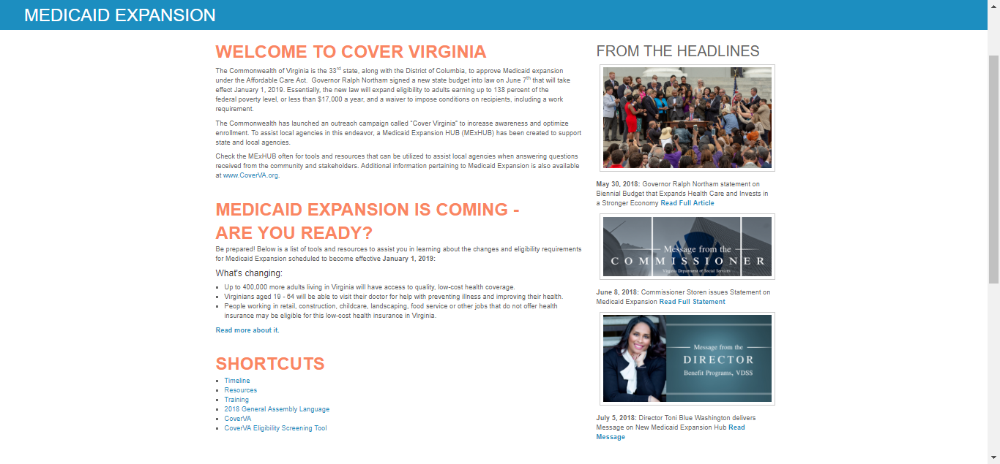 MEDICAID EXPANSION
WELCOME TO COVER VIRGINIA
The Commonwealth of Virginia is the 33rd state, along with the District of Columbia, to approve Medicaid expansion
under the Affordable Care Act. Governor Ralph Northam signed a new state budget into law on June 7th that will take
effect January 1, 2019. Essentially, the new law will expand eligibility to adults earning up to 138 percent of the
federal poverty level, or less than $17,000 a year, and a waiver to impose conditions on recipients, including a work
requirement.
The Commonwealth has launched an outreach campaign called "Cover Virginia" to increase awareness and optimize
enrollment. To assist local agencies in this endeavor, a Medicaid Expansion HUB (MExHUB) has been created to support
state and local agencies.
Check the MExHUB often for tools and resources that can be utilized to assist local agencies when answering questions
received from the community and stakeholders. Additional information pertaining to Medicaid Expansion is also available
at www.CoverVA.org.
MEDICAID EXPANSION IS COMING -
ARE YOU READY?
Be prepared! Below is a list of tools and resources to assist you in learning about the changes and eligibility requirements
for Medicaid Expansion scheduled to become effective January 1, 2019:
What's changing:
Up to 400,000 more adults living in Virginia will have access to quality, low-cost health coverage.
Virginians aged 19 - 64 will be able to visit their doctor for help with preventing illness and improving their health.
People working in retail, construction, childcare, landscaping, food service or other jobs that do not offer health
insurance may be eligible for this low-cost health insurance in Virginia.
Read more about it.
SHORTCUTS
Timeline
Resources
Training
2018 General Assembly Language
CoverVA
CoverVA Eligibility Screening Tool
FROM THE HEADLINES
May 30, 2018: Governor Ralph Northam statement on
Biennial Budget that Expands Health Care and Invests in
a Stronger Economy Read Full Article
Message from the
COMMISSIONER
Virginia Department of Social Services
June 8, 2018: Commissioner Storen issues Statement on
Medicaid Expansion Read Full Statement
Message from the
DIRECTOR
Benefit Programs, VDSS
July 5, 2018: Director Toni Blue Washington delivers
Message on New Medicaid Expansion Hub Read
Message